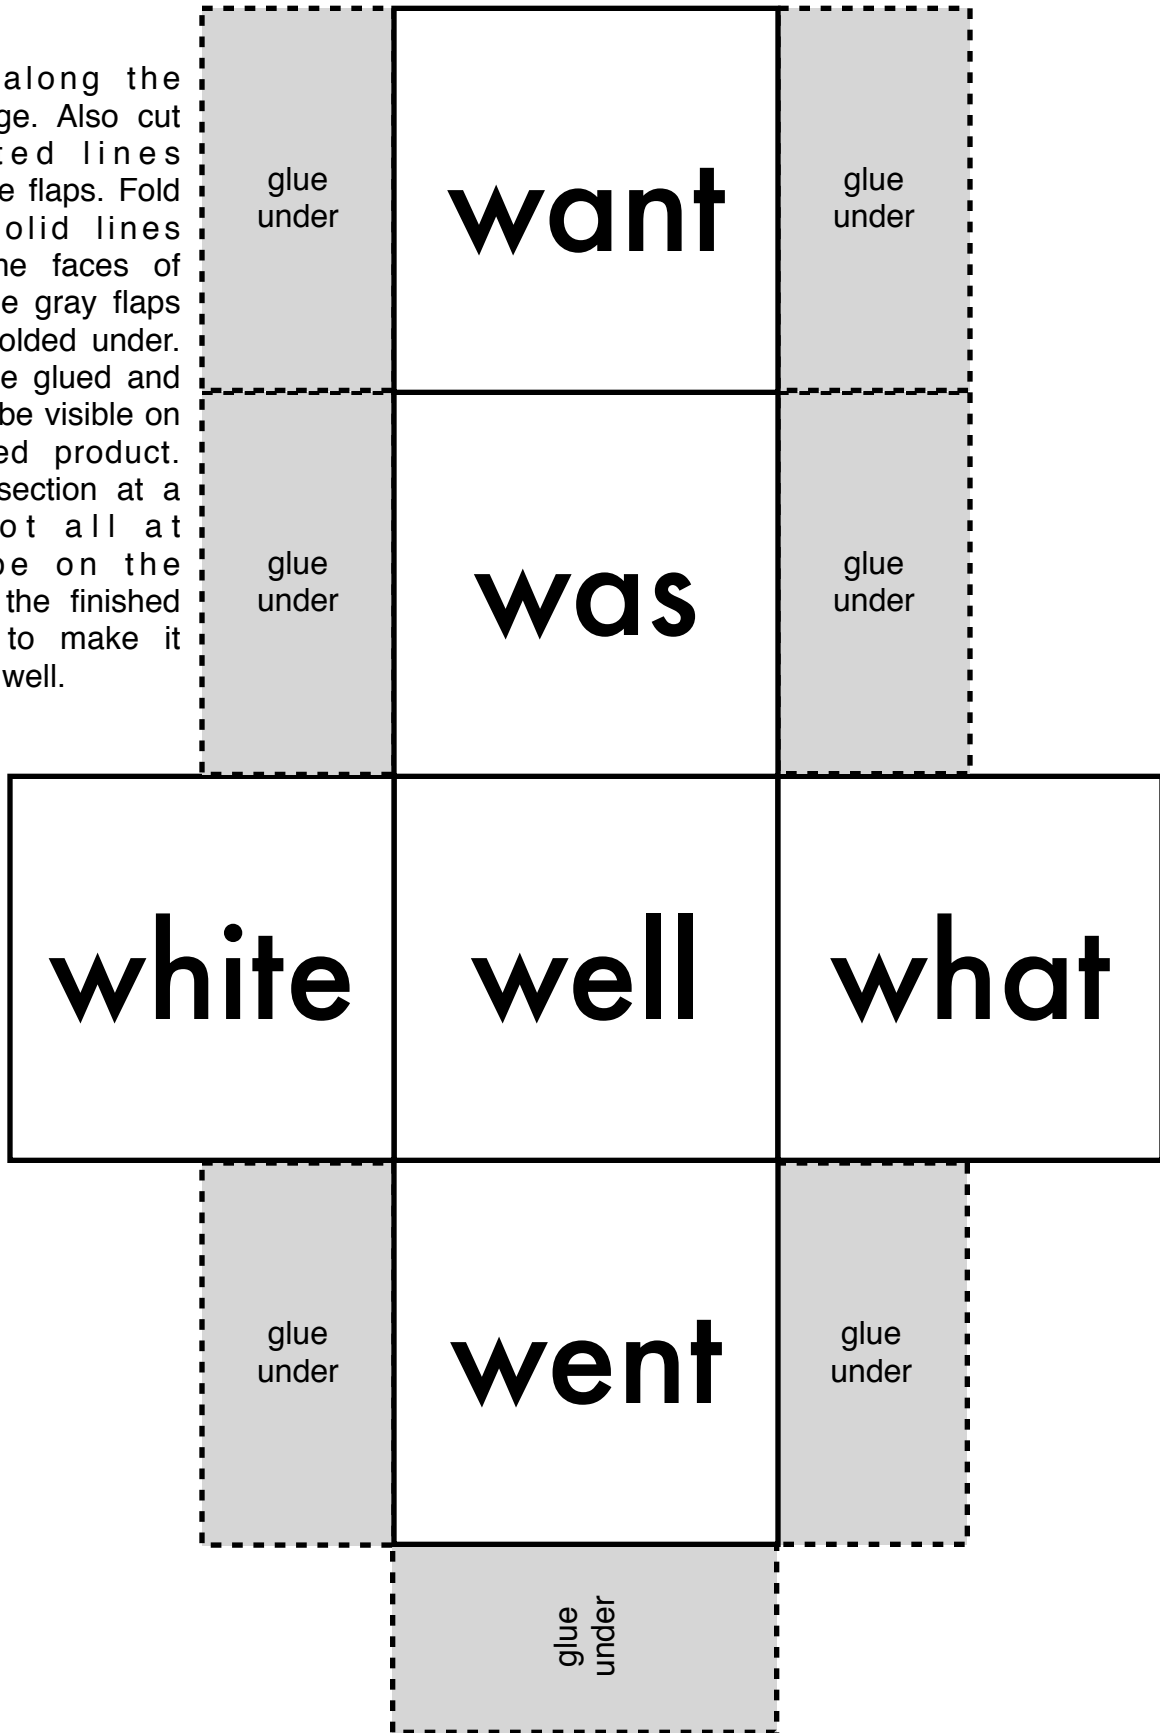 along the
ge. Also cut
ted lines
e flaps. Fold
olid lines
he faces of
e gray flaps
olded under.
e glued and
be visible on
ed product.
section at a
ot all at
be on the
the finished
to make it
well.
glue
under
want
glue
under
glue
under
was
glue
under
white
well
what
glue
under
went
glue
under
glue
under